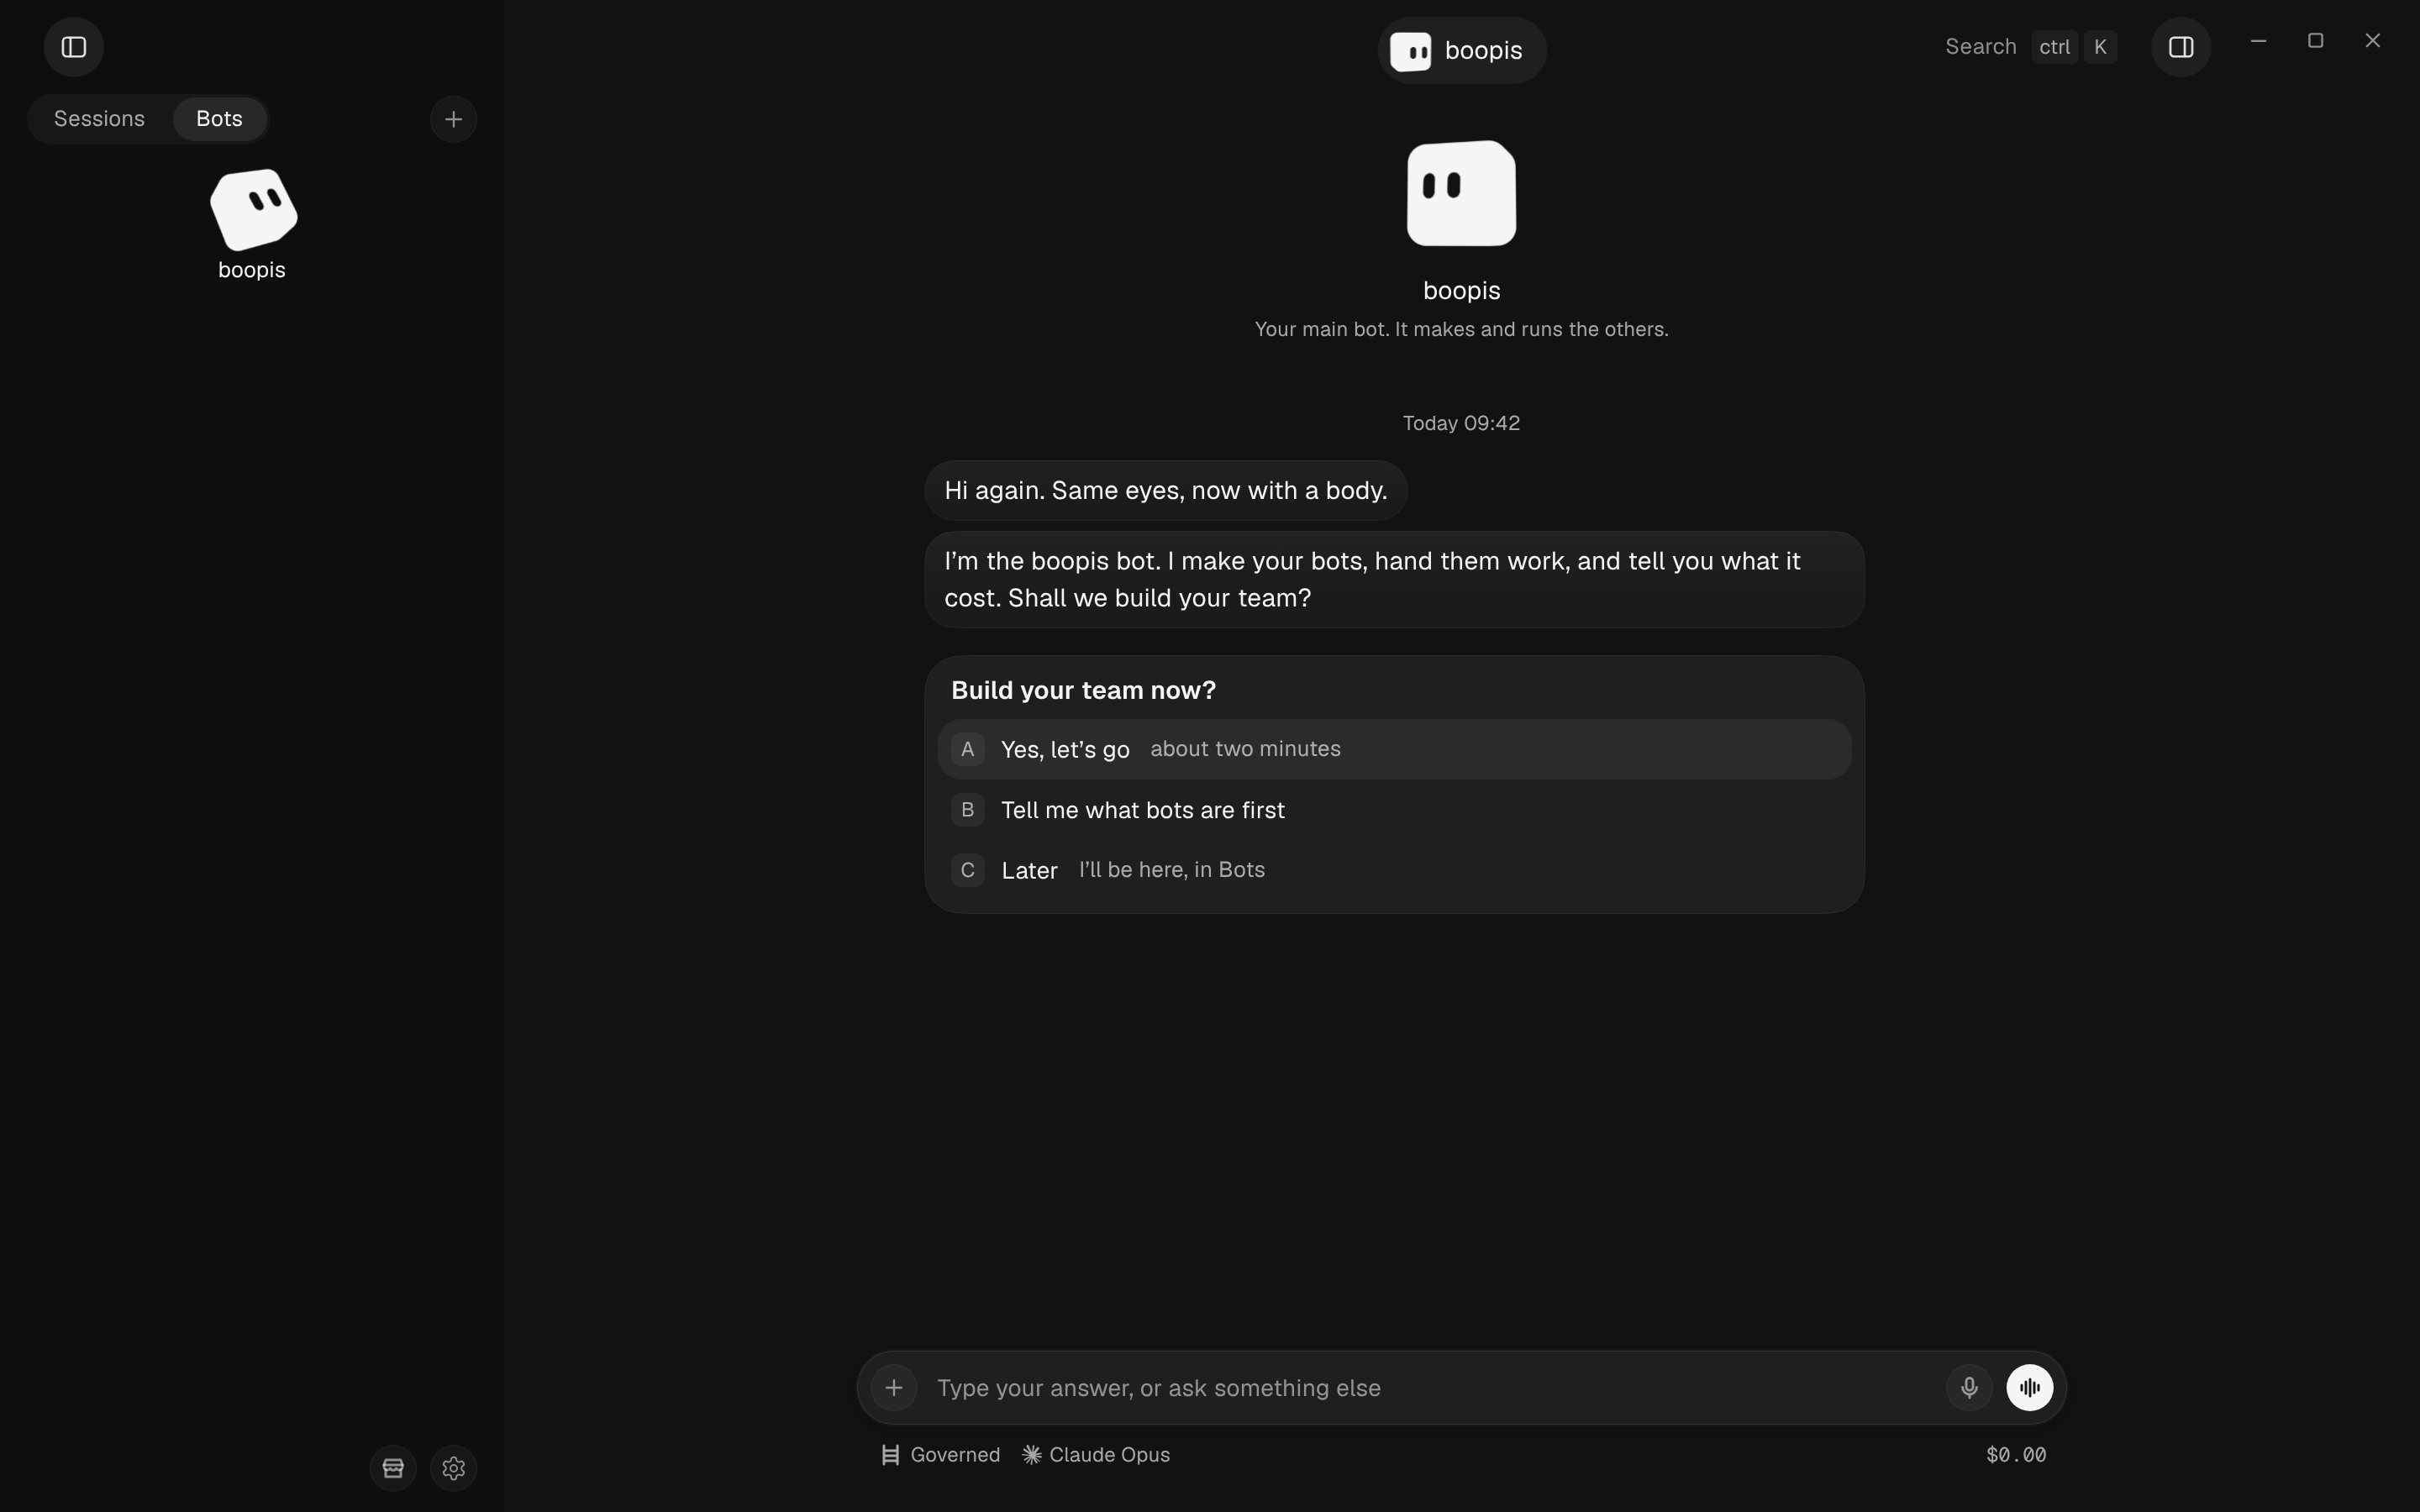 boopis
Search ctrl K
Sessions Bots
boopis
boopis
Your main bot. It makes and runs the others.
Today 09:42
Hi again. Same eyes, now with a body.
I’m the boopis bot. I make your bots, hand them work, and tell you what it
cost. Shall we build your team?
Build your team now?
A Yes, let’s go about two minutes
B Tell me what bots are first
C Later I’ll be here, in Bots
Type your answer, or ask something else
Governed Claude Opus $0.00